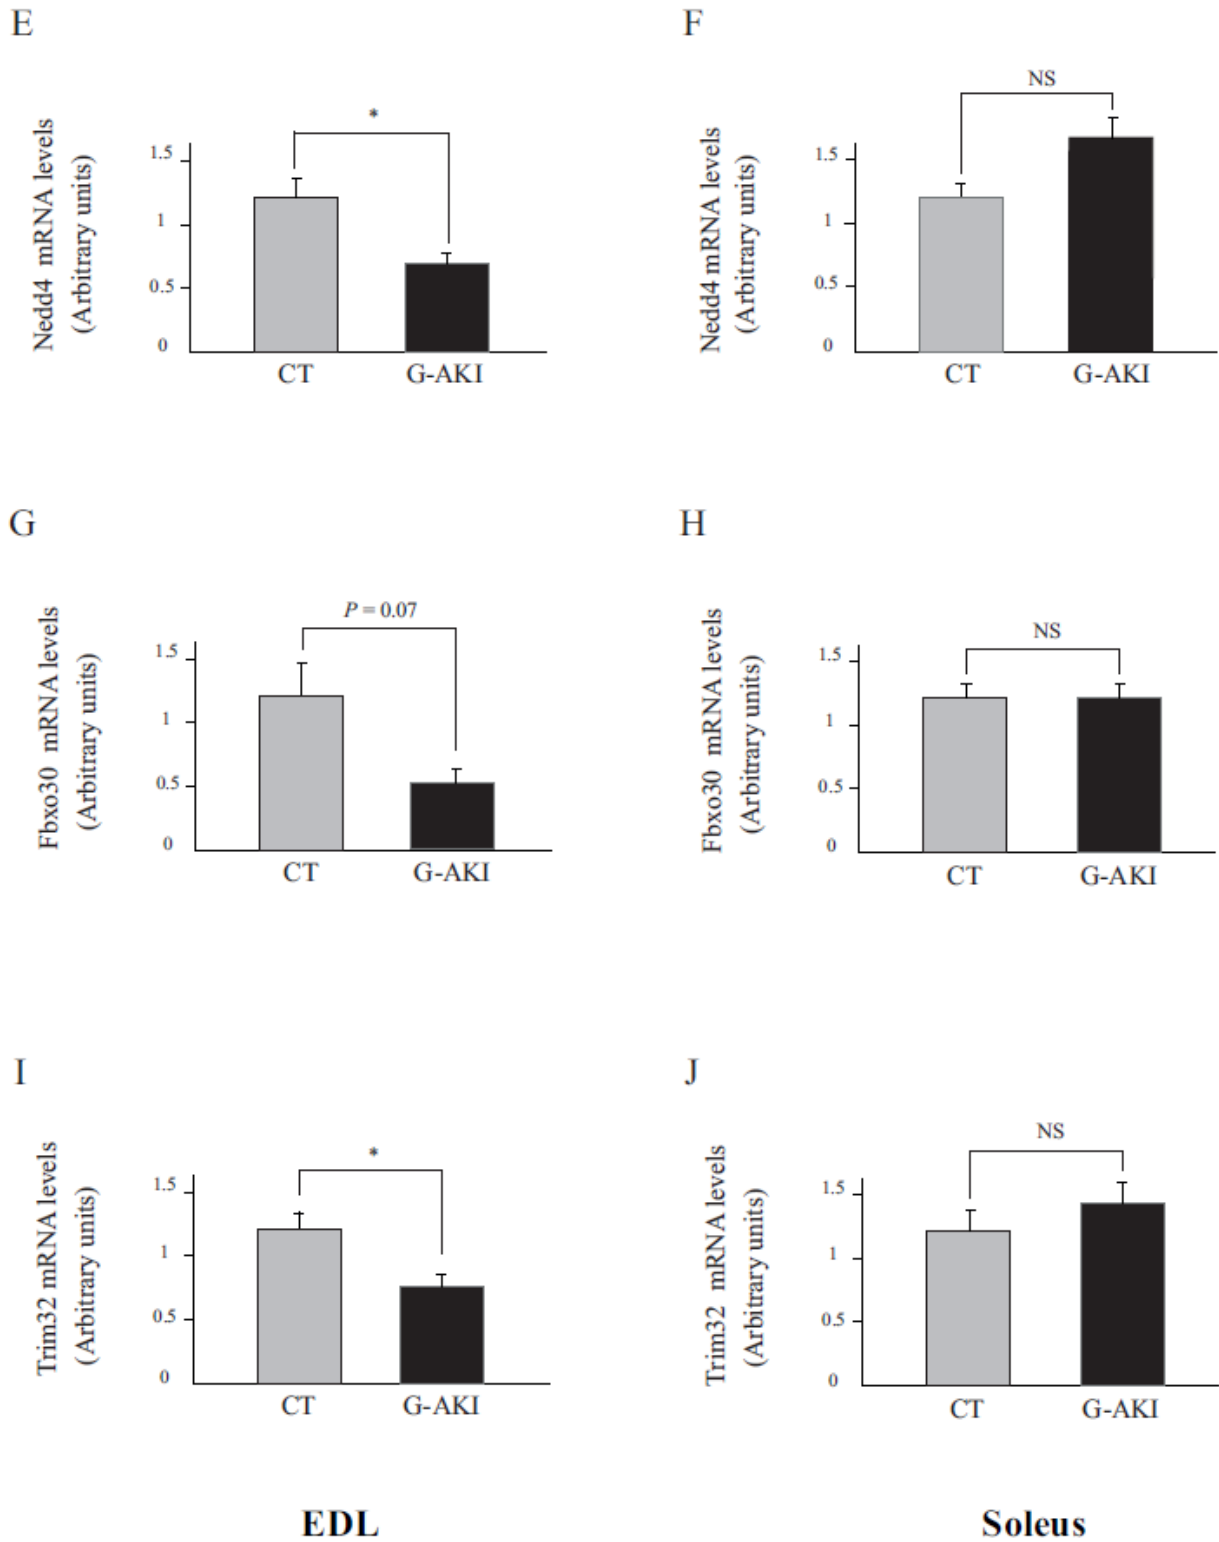 E
Nedd4 mRNA levels
(Arbitrary units)
*
1.5
1
0.5
0
CT
G-AKI
F
Nedd4 mRNA levels
(Arbitrary units)
NS
1.5
1
0.5
0
CT
G-AKI
G
Fbxo30 mRNA levels
(Arbitrary units)
P = 0.07
1.5
1
0.5
0
CT
G-AKI
H
Fbxo30 mRNA levels
(Arbitrary units)
NS
1.5
1
0.5
0
CT
G-AKI
I
Trim32 mRNA levels
(Arbitrary units)
*
1.5
1
0.5
0
CT
G-AKI
J
Trim32 mRNA levels
(Arbitrary units)
NS
1.5
1
0.5
0
CT
G-AKI
EDL
Soleus